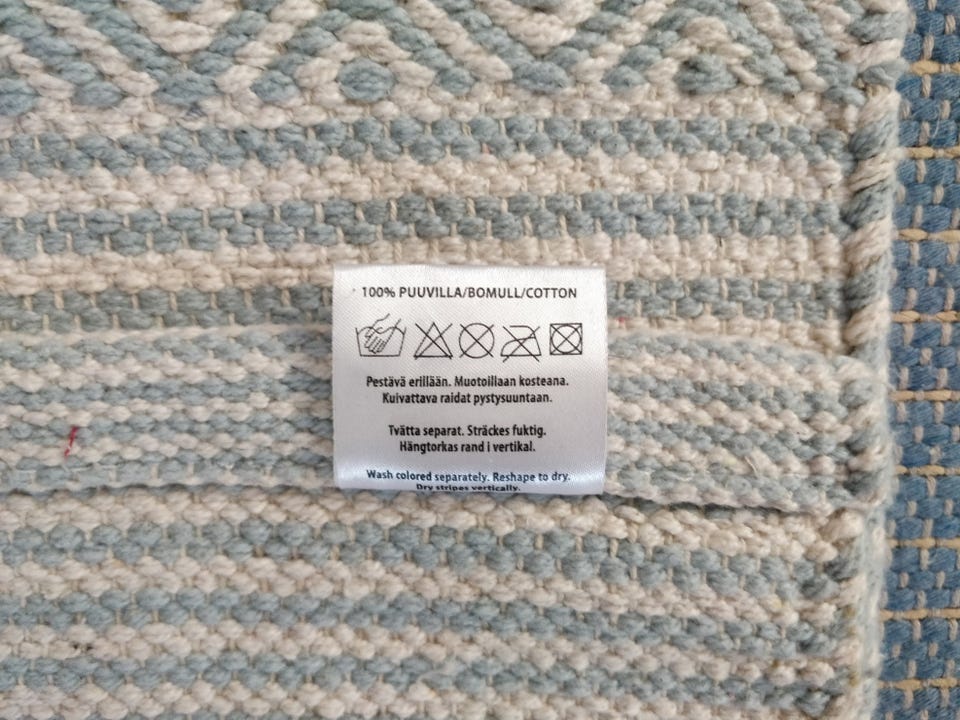 100% PUUVILLA/BOMULL/COTTON
Pestävä erillään. Muotoillaan kosteana.
Kuivattava raidat pystysuuntaan.
Tvätta separat. Sträckes fuktig.
Hängtorkas rand i vertikal.
Wash colored separately. Reshape to dry.
Dry stripes vertically.